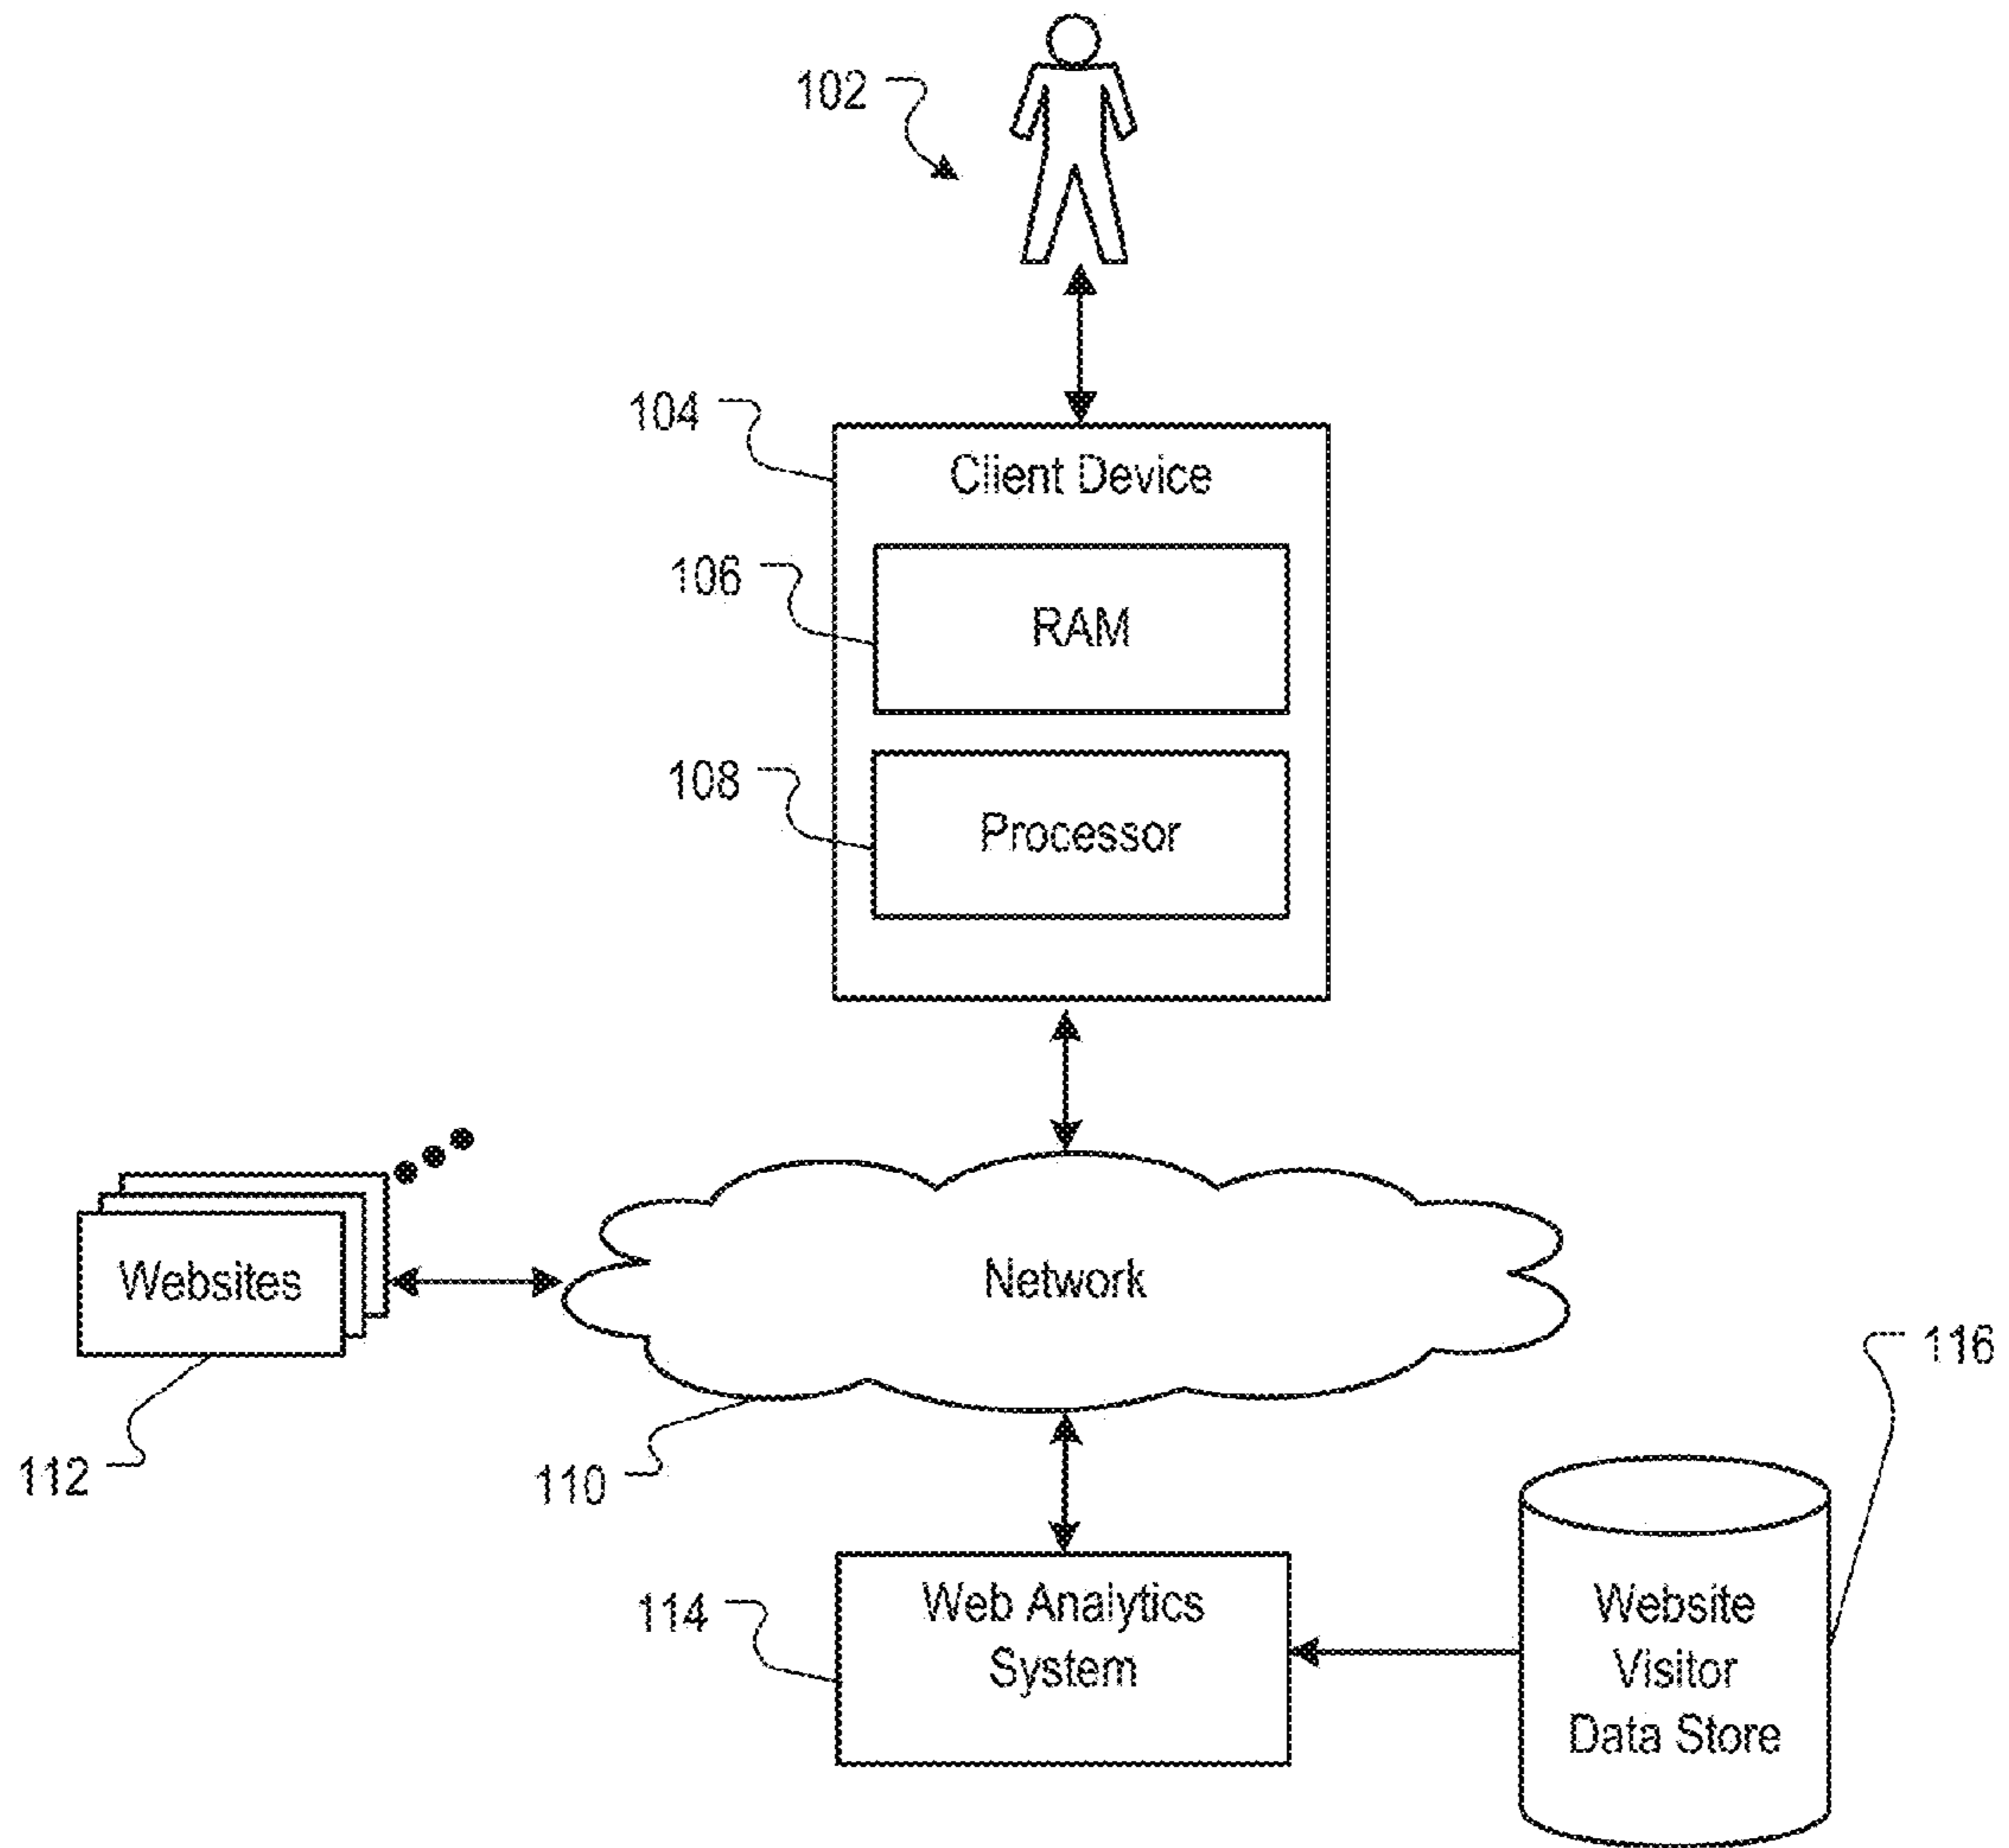 102
104
Client Device
106
RAM
108
Processor
Websites
Network
116
112
110
114
Web Analytics
System
Website
Visitor
Data Store